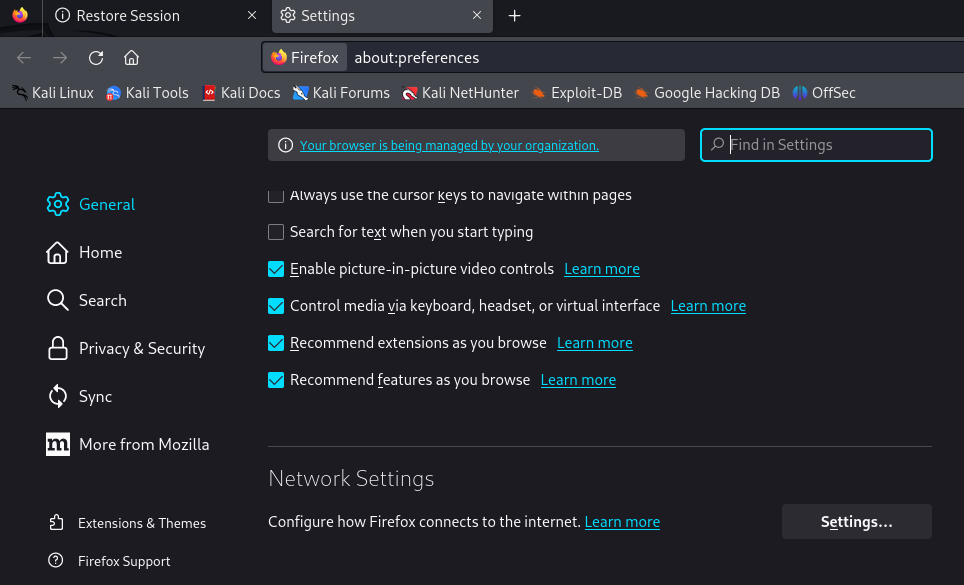 Restore Session
Settings
Firefox about:preferences
Kali Linux Kali Tools Kali Docs Kali Forums Kali NetHunter Exploit-DB Google Hacking DB OffSec
Your browser is being managed by your organization.
Find in Settings
General
Home
Search
Privacy & Security
Sync
More from Mozilla
Extensions & Themes
Firefox Support
Always use the cursor keys to navigate within pages
Search for text when you start typing
Enable picture-in-picture video controls Learn more
Control media via keyboard, headset, or virtual interface Learn more
Recommend extensions as you browse Learn more
Recommend features as you browse Learn more
Network Settings
Configure how Firefox connects to the internet. Learn more
Settings...